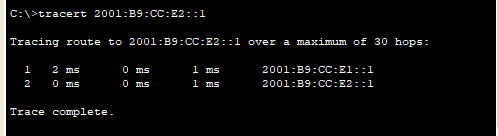 C:\>tracert 2001:B9:CC:E2::1
Tracing route to 2001:B9:CC:E2::1 over a maximum of 30 hops:
1 2 ms 0 ms 1 ms 2001:B9:CC:E1::1
2 0 ms 0 ms 1 ms 2001:B9:CC:E2::1
Trace complete.